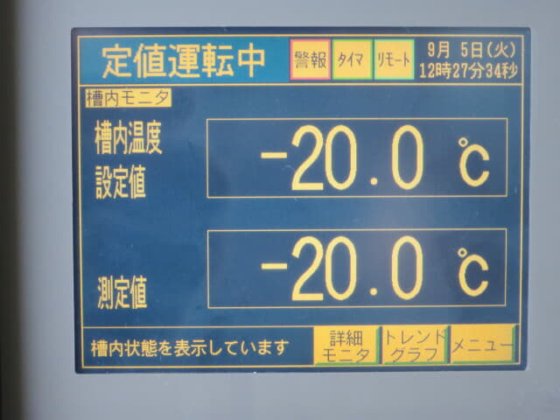 定値運転中
警報 タイマ リモート
9月 5日(火)
12時27分34秒
槽内モニタ
槽内温度
設定値
-20.0 ℃
測定値
-20.0 ℃
槽内状態を表示しています
詳細
モニタ
トレンド
グラフ
メニュー